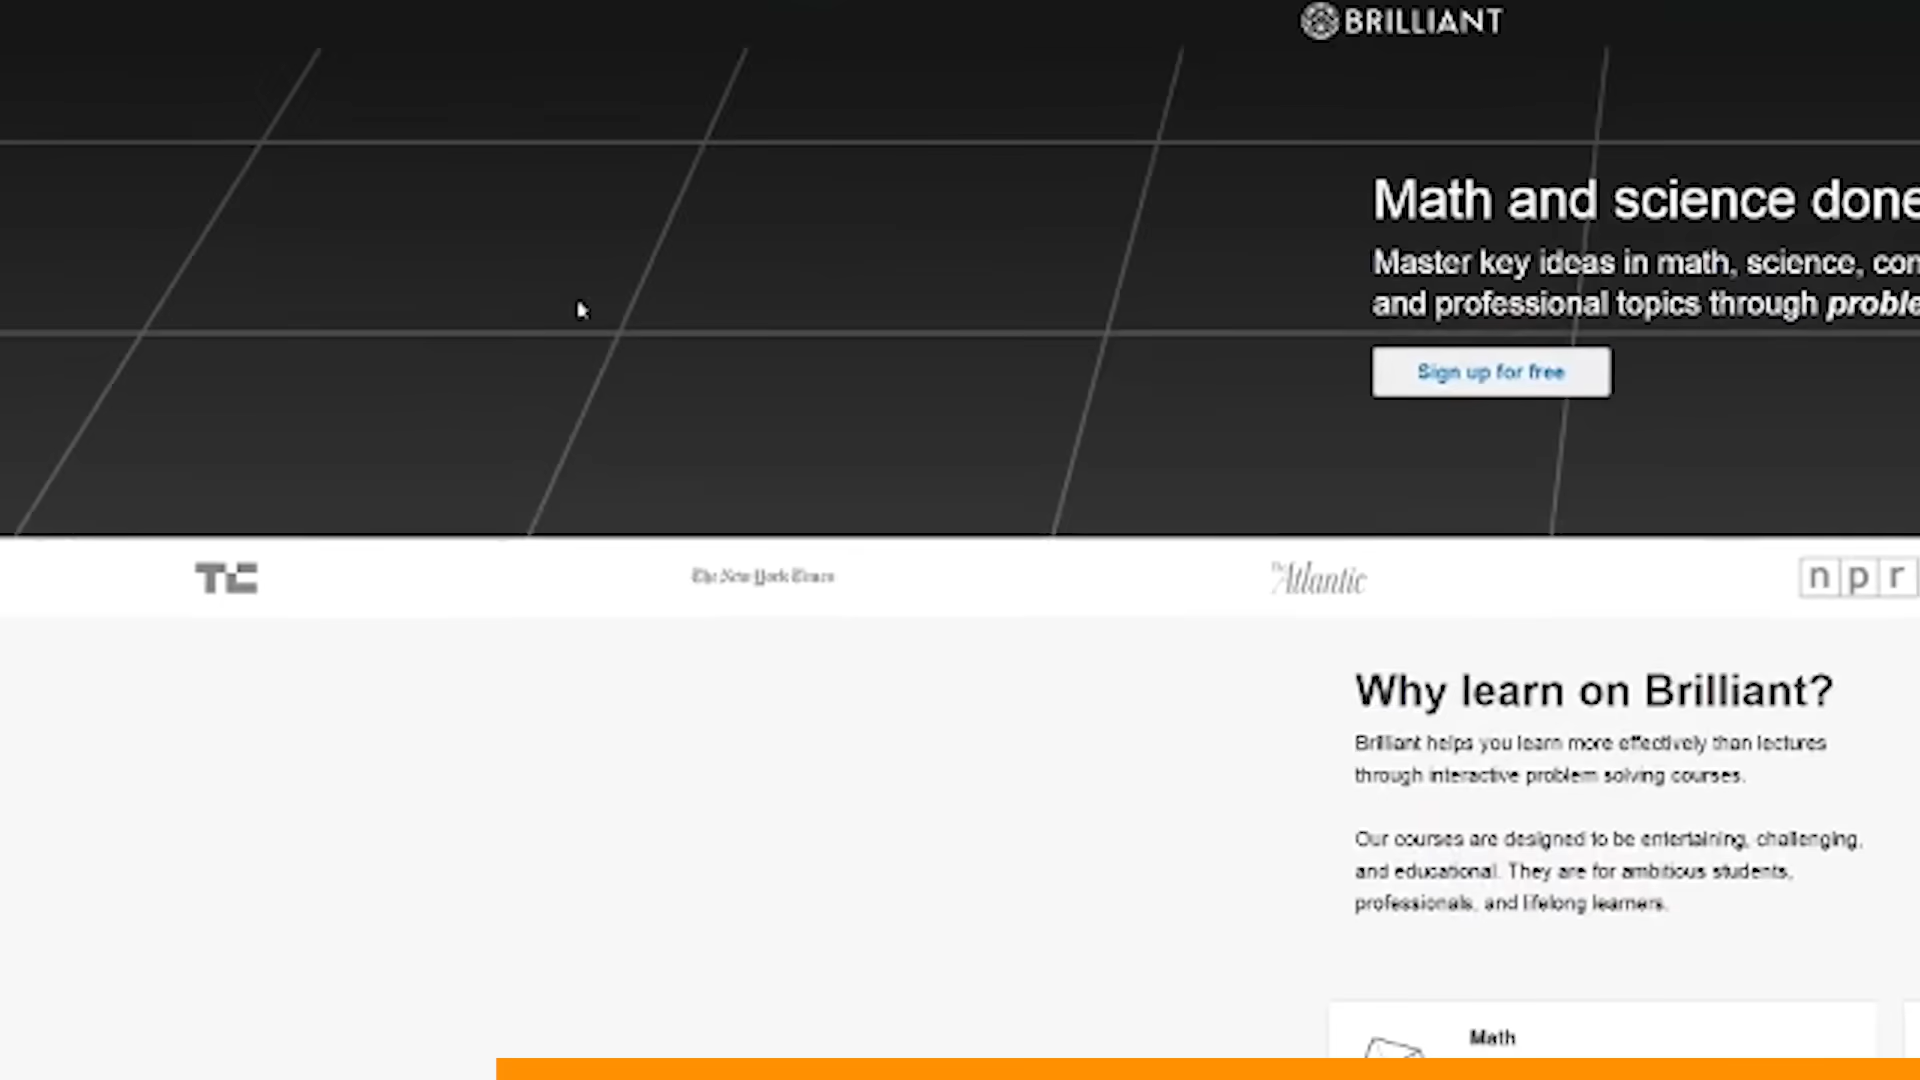 BRILLIANT
Math and science done
Master key ideas in math, science, com
and professional topics through proble
Sign up for free
TC
The New York Times
The Atlantic
npr
Why learn on Brilliant?
Brilliant helps you learn more effectively than lectures
through interactive problem solving courses.
Our courses are designed to be entertaining, challenging,
and educational. They are for ambitious students,
professionals, and lifelong learners.
Math